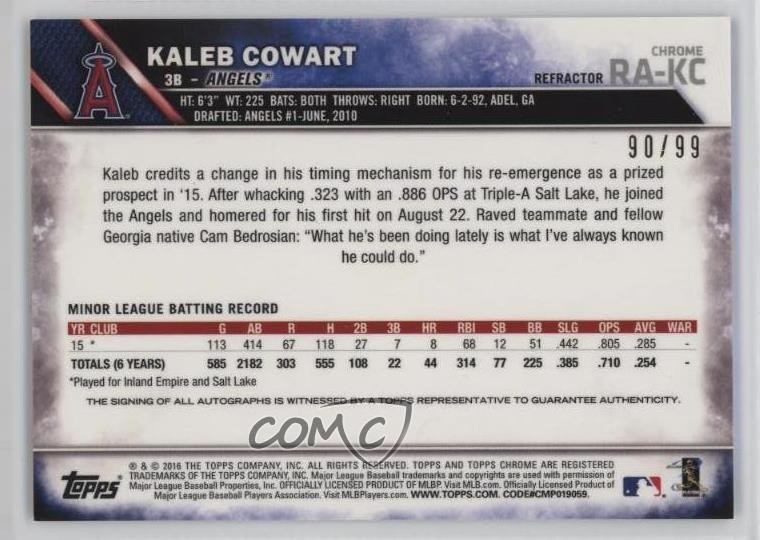 KALEB COWART
3B - ANGELS®
CHROME
REFRACTOR RA-KC
HT: 6'3" WT: 225 BATS: BOTH THROWS: RIGHT BORN: 6-2-92, ADEL, GA
DRAFTED: ANGELS #1-JUNE, 2010
90/99
Kaleb credits a change in his timing mechanism for his re-emergence as a prized
prospect in '15. After whacking .323 with an .886 OPS at Triple-A Salt Lake, he joined
the Angels and homered for his first hit on August 22. Raved teammate and fellow
Georgia native Cam Bedrosian: “What he's been doing lately is what I've always known
he could do.”
MINOR LEAGUE BATTING RECORD
YR CLUB G AB R H 2B 3B HR RBI SB BB SLG OPS AVG WAR
15 * 113 414 67 118 27 7 8 68 12 51 .442 .805 .285 -
TOTALS (6 YEARS) 585 2182 303 555 108 22 44 314 77 225 .385 .710 .254 -
*Played for Inland Empire and Salt Lake
THE SIGNING OF ALL AUTOGRAPHS IS WITNESSED BY A TOPPS REPRESENTATIVE TO GUARANTEE AUTHENTICITY.
COMC
Topps
® & © 2016 THE TOPPS COMPANY, INC. ALL RIGHTS RESERVED. TOPPS AND TOPPS CHROME ARE REGISTERED
TRADEMARKS OF THE TOPPS COMPANY, INC. Major League Baseball trademarks and copyrights are used with permission of
Major League Baseball Properties, Inc. OFFICIALLY LICENSED PRODUCT OF MLBP. Visit MLB.com. Officially Licensed Product of
Major League Baseball Players Association. Visit MLBPlayers.com. WWW.TOPPS.COM. CODE#CMP019059.